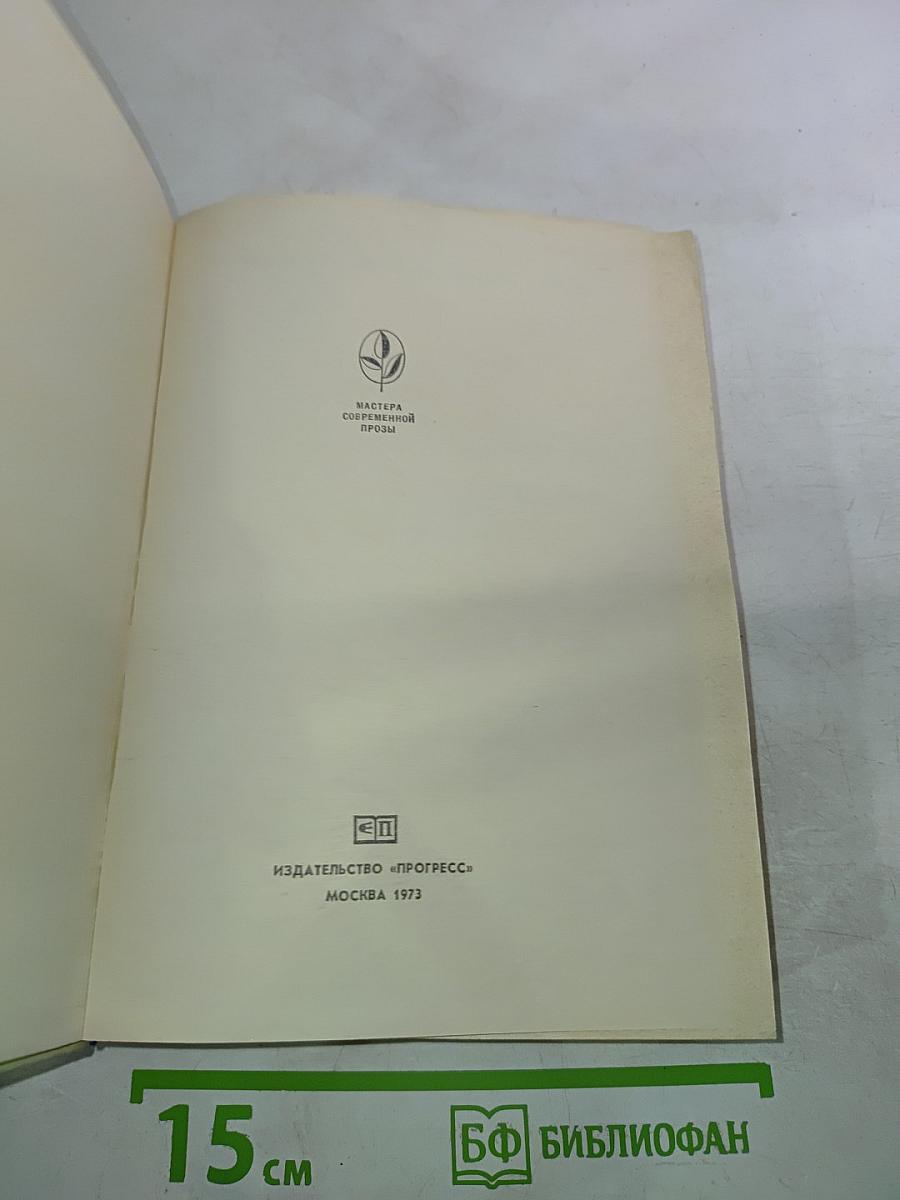 МАСТЕРА
СОВРЕМЕННОЙ
ПРОЗЫ
П
ИЗДАТЕЛЬСТВО «ПРОГРЕСС»
МОСКВА 1973
15 см
БФ БИБЛИОФАН